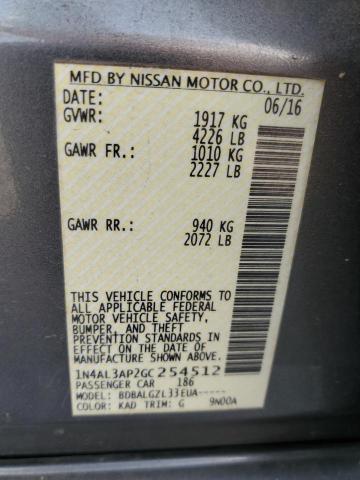 MFD BY NISSAN MOTOR CO., LTD.
DATE: 06/16
GVWR: 1917 KG
4226 LB
GAWR FR.: 1010 KG
2227 LB
GAWR RR.: 940 KG
2072 LB
THIS VEHICLE CONFORMS TO
ALL APPLICABLE FEDERAL
MOTOR VEHICLE SAFETY,
BUMPER, AND THEFT
PREVENTION STANDARDS IN
EFFECT ON THE DATE OF
MANUFACTURE SHOWN ABOVE.
1N4AL3AP2GC254512
PASSENGER CAR 186
MODEL: BDBALGZL33EUA-----
COLOR: KAD TRIM: G 9N00A